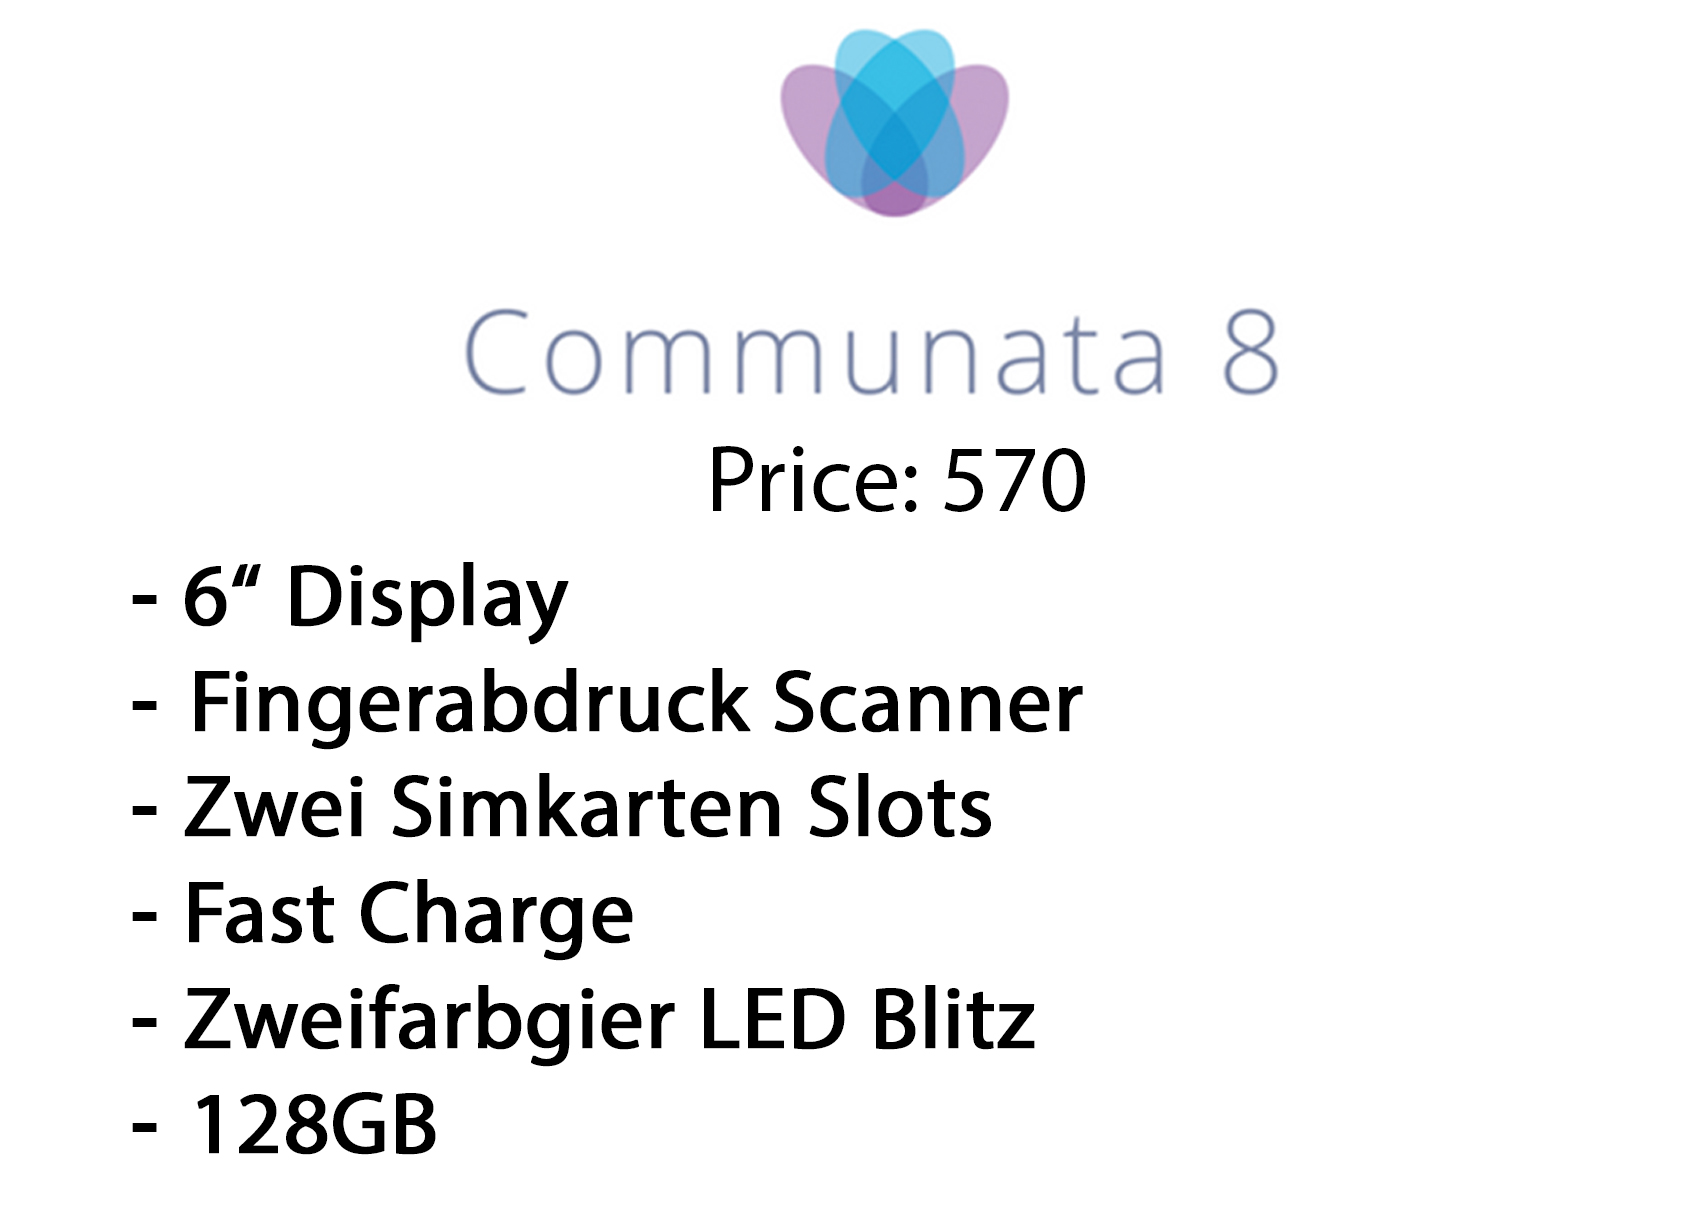 Communata 8
Price: 570
- 6“ Display
- Fingerabdruck Scanner
- Zwei Simkarten Slots
- Fast Charge
- Zweifarbgier LED Blitz
- 128GB